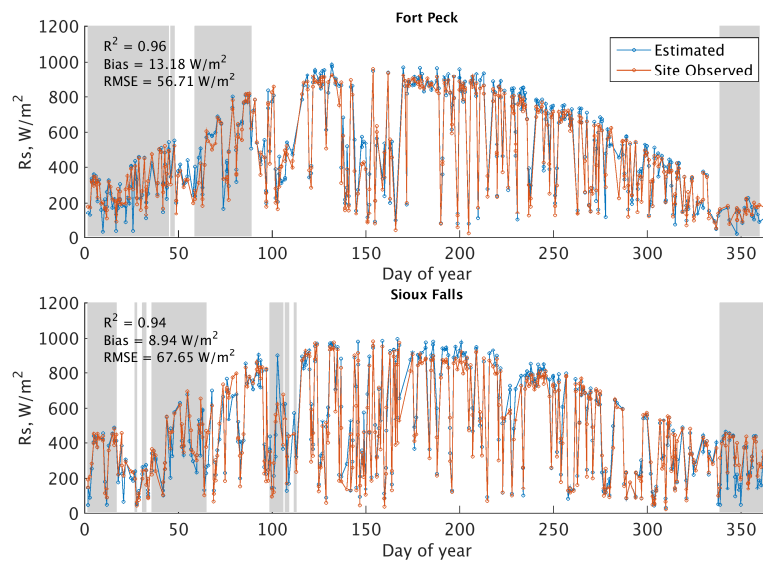 Fort Peck
1200
1000
800
600
400
200
0
Rs, W/m²
R² = 0.96
Bias = 13.18 W/m²
RMSE = 56.71 W/m²
Estimated
Site Observed
0 50 100 150 200 250 300 350
Day of year
Sioux Falls
1200
1000
800
600
400
200
0
Rs, W/m²
R² = 0.94
Bias = 8.94 W/m²
RMSE = 67.65 W/m²
0 50 100 150 200 250 300 350
Day of year